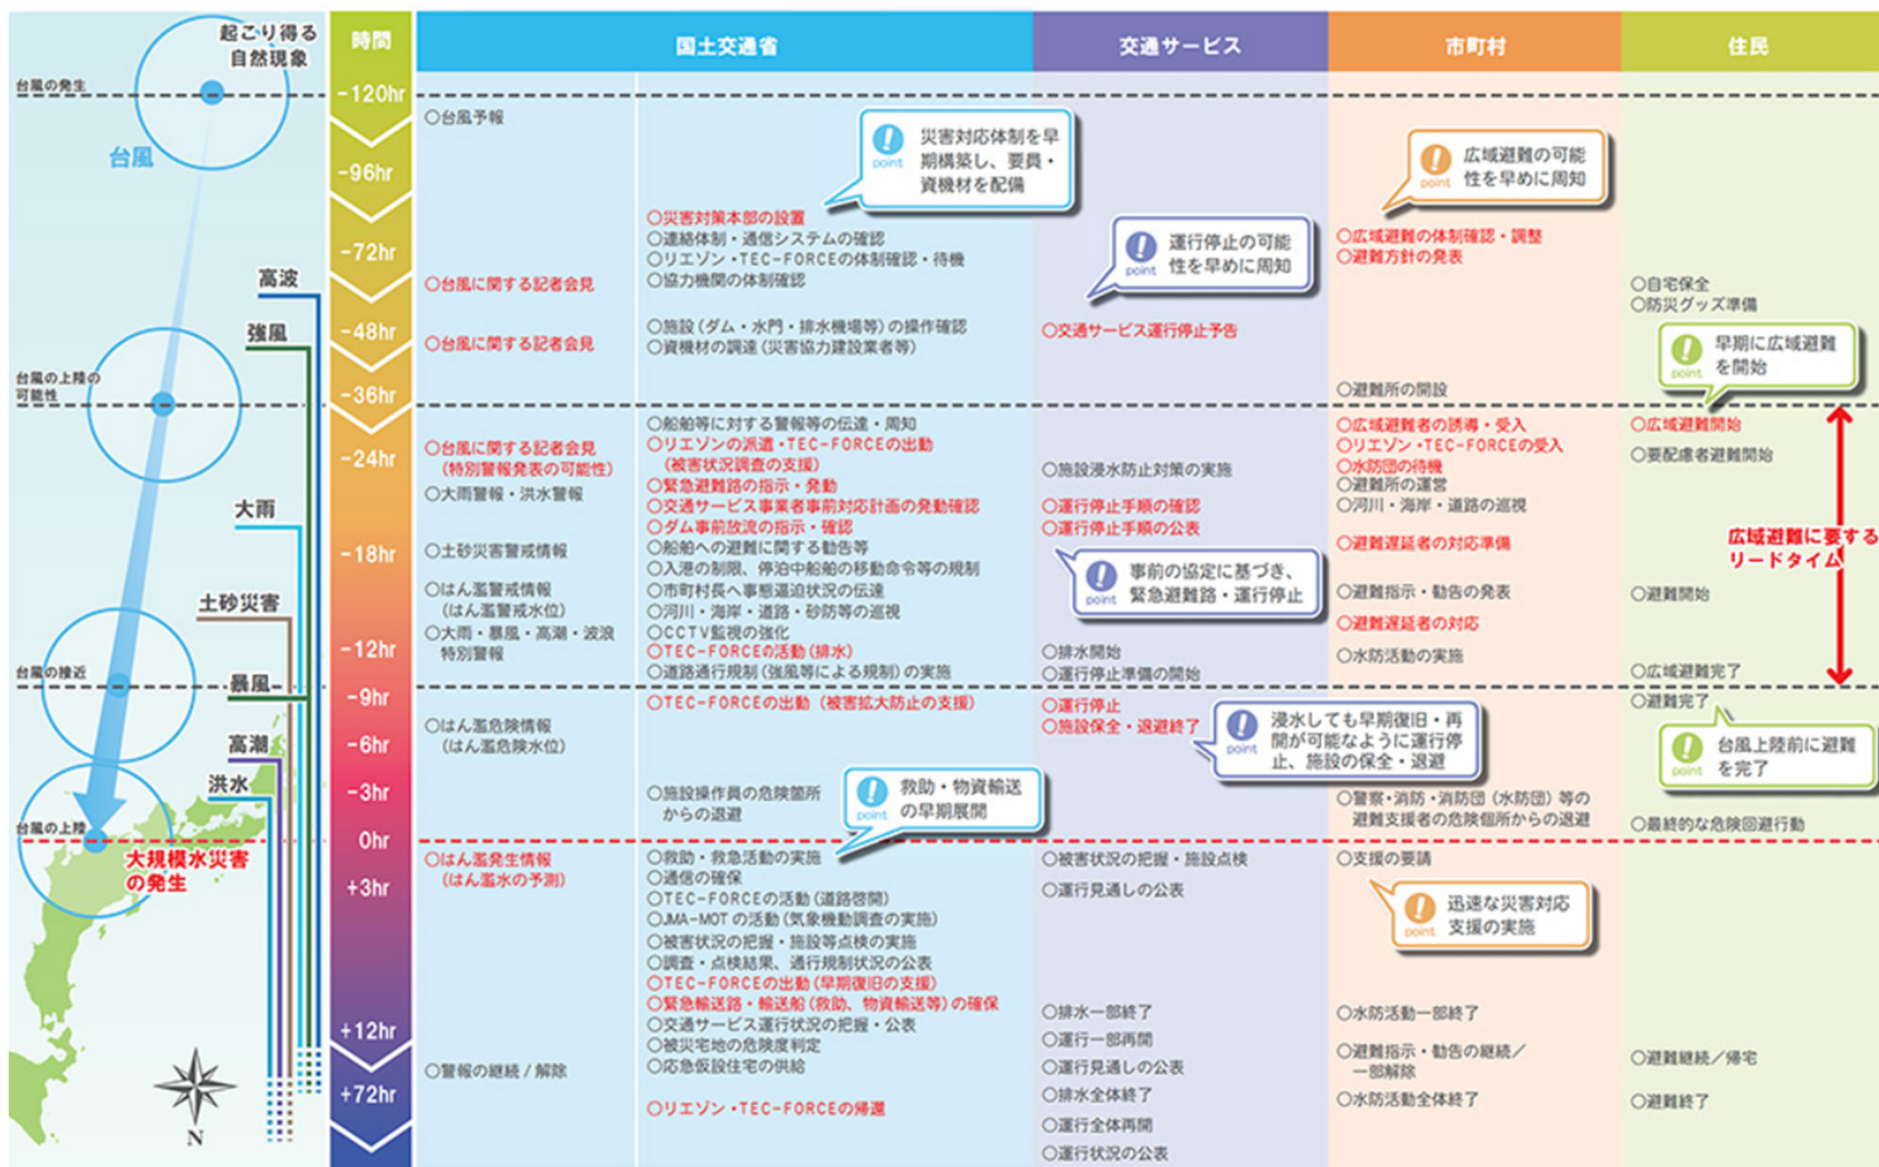 起こり得る
自然現象
台風の発生
台風
高波
強風
台風の上陸の
可能性
大雨
土砂災害
台風の接近
暴風
高潮
洪水
台風の上陸
大規模水災害
の発生
N
時間
-120hr
-96hr
-72hr
-48hr
-36hr
-24hr
-18hr
-12hr
-9hr
-6hr
-3hr
0hr
+3hr
+12hr
+72hr
国土交通省
○台風予報
○台風に関する記者会見
○台風に関する記者会見
○台風に関する記者会見
(特別警報発表の可能性)
○大雨警報・洪水警報
○土砂災害警戒情報
○はん濫警戒情報
(はん濫警戒水位)
○大雨・暴風・高潮・波浪
特別警報
○はん濫危険情報
(はん濫危険水位)
○はん濫発生情報
(はん濫水の予測)
○警報の継続/解除
! point
災害対応体制を早
期構築し、要員・
資機材を配備
○災害対策本部の設置
○連絡体制・通信システムの確認
○リエゾン・TEC-FORCEの体制確認・待機
○協力機関の体制確認
○施設(ダム・水門・排水機場等)の操作確認
○資機材の調達(災害協力建設業者等)
○船舶等に対する警報等の伝達・周知
○リエゾンの派遣・TEC-FORCEの出動
(被害状況調査の支援)
○緊急避難路の指示・発動
○交通サービス事業者事前対応計画の発動確認
○ダム事前放流の指示・確認
○船舶への避難に関する勧告等
○入港の制限、停泊中船舶の移動命令等の規制
○市町村長へ事態逼迫状況の伝達
○河川・海岸・道路・砂防等の巡視
○CCTV監視の強化
○TEC-FORCEの活動(排水)
○道路通行規制(強風等による規制)の実施
○TEC-FORCEの出動(被害拡大防止の支援)
○施設操作員の危険箇所
からの退避
! point
救助・物資輸送
の早期展開
○救助・救急活動の実施
○通信の確保
○TEC-FORCEの活動(道路啓開)
○JMA-MOTの活動(気象機動調査の実施)
○被害状況の把握・施設等点検の実施
○調査・点検結果、通行規制状況の公表
○TEC-FORCEの出動(早期復旧の支援)
○緊急輸送路・輸送船(救助、物資輸送等)の確保
○交通サービス運行状況の把握・公表
○被災宅地の危険度判定
○応急仮設住宅の供給
○リエゾン・TEC-FORCEの帰還
交通サービス
! point
運行停止の可能
性を早めに周知
○交通サービス運行停止予告
○施設浸水防止対策の実施
○運行停止手順の確認
○運行停止手順の公表
! point
事前の協定に基づき、
緊急避難路・運行停止
○排水開始
○運行停止準備の開始
○運行停止
○施設保全・退避終了
! point
浸水しても早期復旧・再
開が可能なように運行停
止、施設の保全・退避
○被害状況の把握・施設点検
○運行見通しの公表
○排水一部終了
○運行一部再開
○運行見通しの公表
○排水全体終了
○運行全体再開
○運行状況の公表
市町村
! point
広域避難の可能
性を早めに周知
○広域避難の体制確認・調整
○避難方針の発表
○避難所の開設
○広域避難者の誘導・受入
○リエゾン・TEC-FORCEの受入
○水防団の待機
○避難所の運営
○河川・海岸・道路の巡視
○避難遅延者の対応準備
○避難指示・勧告の発表
○避難遅延者の対応
○水防活動の実施
○警察・消防・消防団(水防団)等の
避難支援者の危険個所からの退避
○支援の要請
! point
迅速な災害対応
支援の実施
○水防活動一部終了
○避難指示・勧告の継続/
一部解除
○水防活動全体終了
住民
○自宅保全
○防災グッズ準備
! point
早期に広域避難
を開始
○広域避難開始
○要配慮者避難開始
広域避難に要する
リードタイム
○避難開始
○広域避難完了
○避難完了
! point
台風上陸前に避難
を完了
○最終的な危険回避行動
○避難継続/帰宅
○避難終了